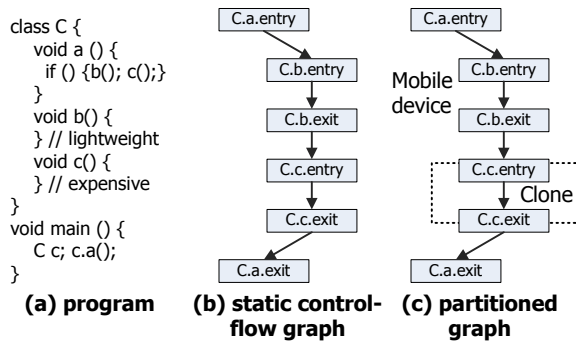 class C {
void a () {
if () {b(); c();}
}
void b() {
} // lightweight
void c() {
} // expensive
}
void main () {
C c; c.a();
}
(a) program
C.a.entry
C.b.entry
C.b.exit
C.c.entry
C.c.exit
C.a.exit
(b) static control-
flow graph
C.a.entry
C.b.entry
Mobile
device
C.b.exit
C.c.entry
Clone
C.c.exit
C.a.exit
(c) partitioned
graph